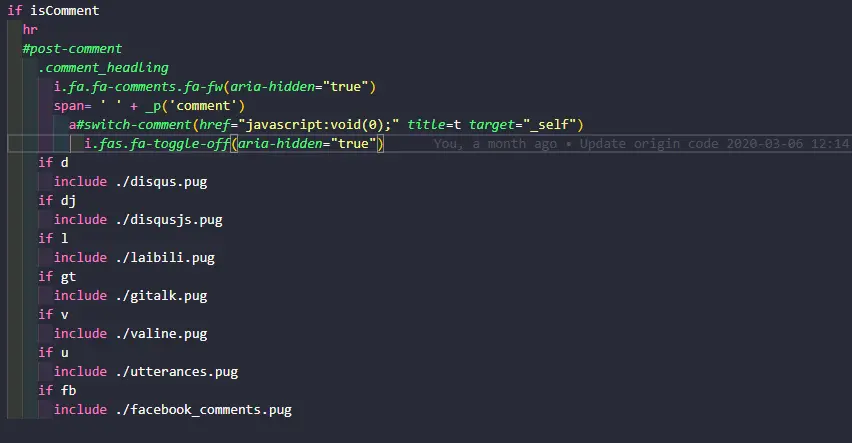 if isComment
hr
#post-comment
.comment_headling
i.fa.fa-comments.fa-fw(aria-hidden="true")
span= ' ' + _p('comment')
a#switch-comment(href="javascript:void(0);" title=t target="_self")
i.fas.fa-toggle-off(aria-hidden="true") You, a month ago • Update origin code 2020-03-06 12:14
if d
include ./disqus.pug
if dj
include ./disqusjs.pug
if l
include ./laibili.pug
if gt
include ./gitalk.pug
if v
include ./valine.pug
if u
include ./utterances.pug
if fb
include ./facebook_comments.pug